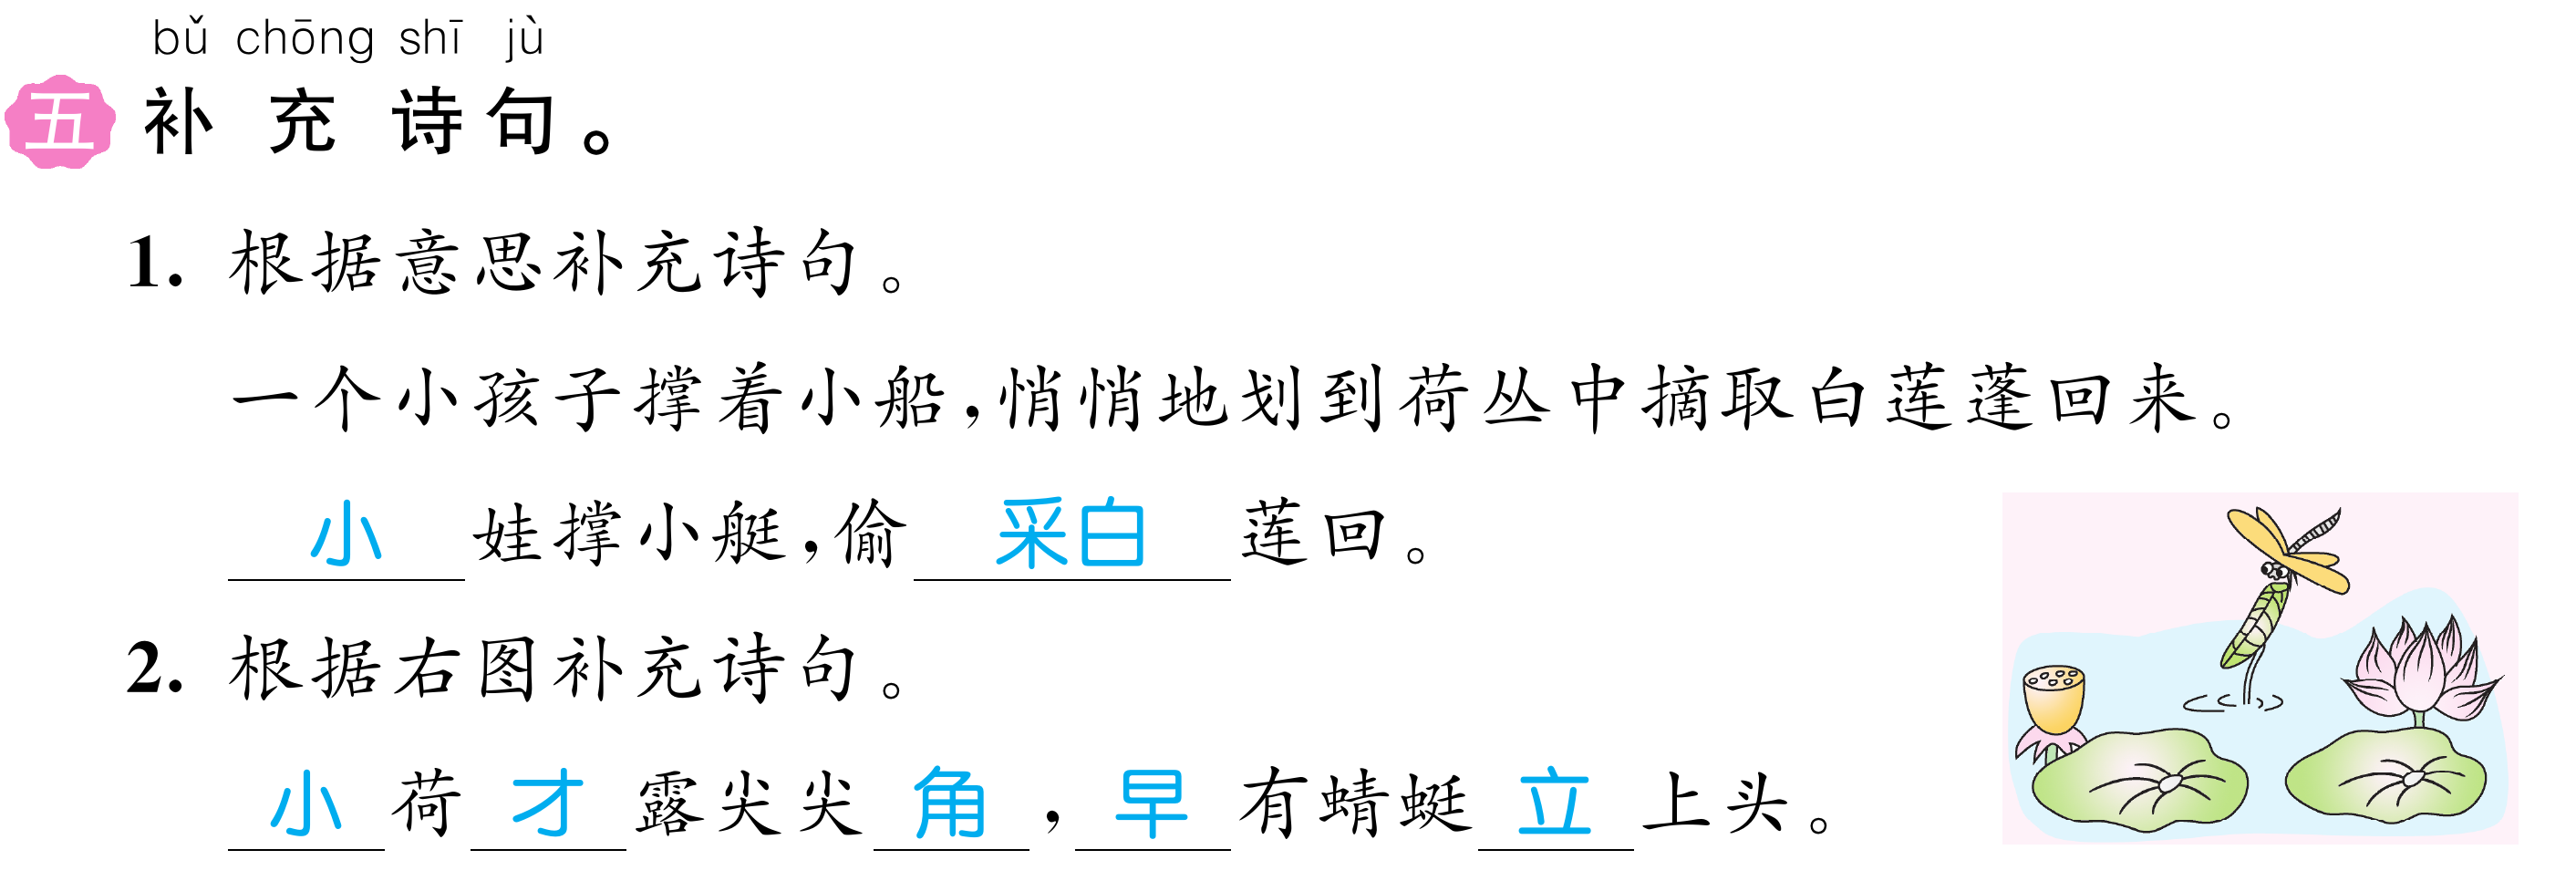 bǔ chōng shī jù
五 补充诗句。
1. 根据意思补充诗句。
一个小孩子撑着小船,悄悄地划到荷丛中摘取白莲蓬回来。
小娃撑小艇,偷采白莲回。
2. 根据右图补充诗句。
小荷才露尖尖角,早有蜻蜓立上头。